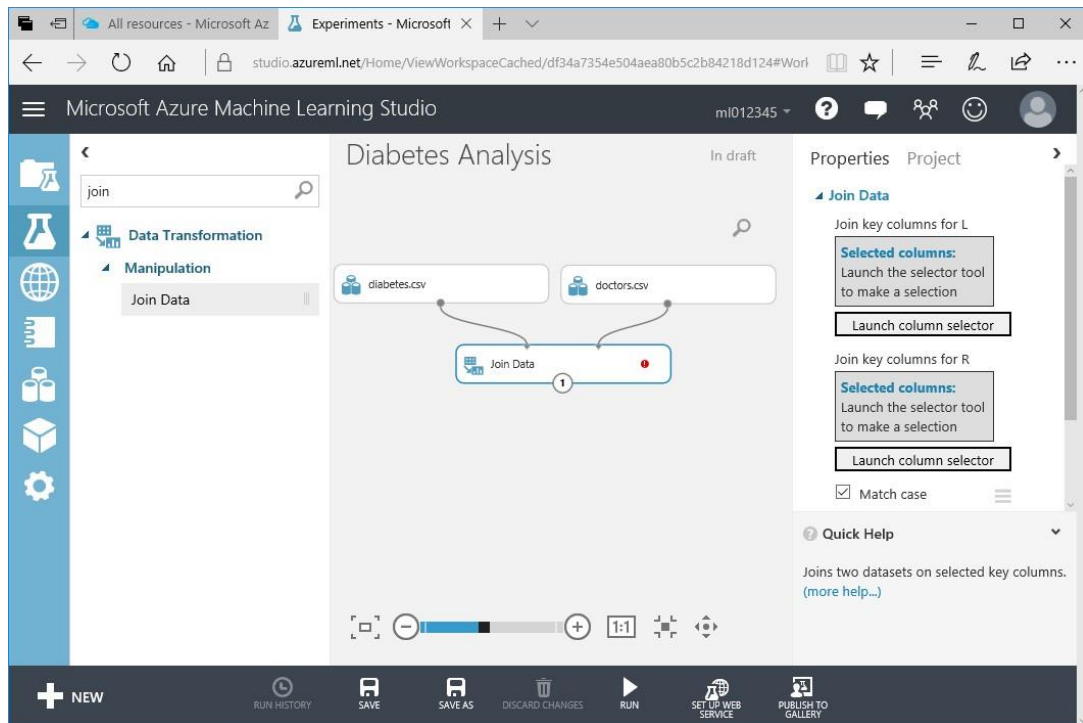 All resources - Microsoft Az
Experiments - Microsoft
studio.azureml.net/Home/ViewWorkspaceCached/df34a7354e504aea80b5c2b84218d124#Work
Microsoft Azure Machine Learning Studio
ml012345
join
Data Transformation
Manipulation
Join Data
Diabetes Analysis
In draft
diabetes.csv
doctors.csv
Join Data
1
1:1
Properties Project
Join Data
Join key columns for L
Selected columns:
Launch the selector tool
to make a selection
Launch column selector
Join key columns for R
Selected columns:
Launch the selector tool
to make a selection
Launch column selector
Match case
Quick Help
Joins two datasets on selected key columns.
(more help...)
NEW
RUN HISTORY
SAVE
SAVE AS
DISCARD CHANGES
RUN
SET UP WEB
SERVICE
PUBLISH TO
GALLERY